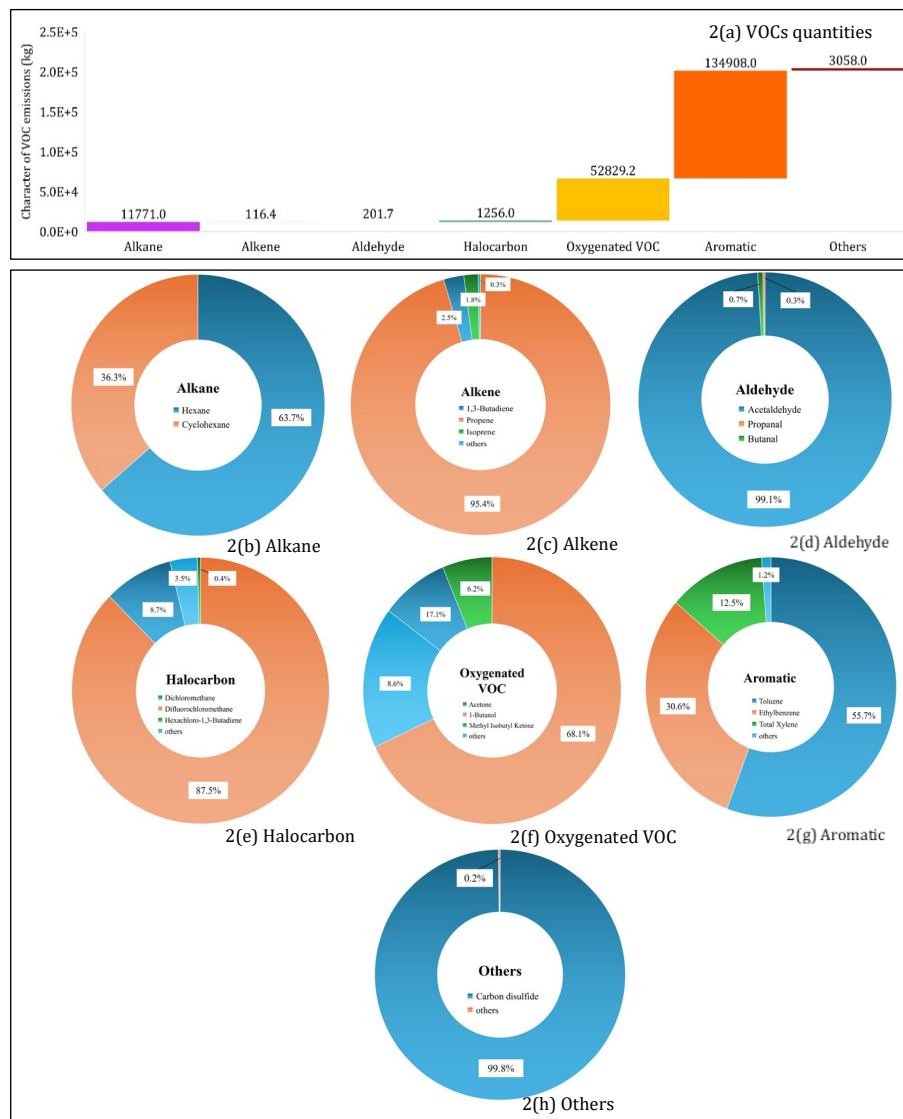 2(a) VOCs quantities
Character of VOC emissions (kg)
2.5E+5
2.0E+5
1.5E+5
1.0E+5
5.0E+4
0.0E+0
11771.0
116.4
201.7
1256.0
52829.2
134908.0
3058.0
Alkane Alkene Aldehyde Halocarbon Oxygenated VOC Aromatic Others
36.3%
63.7%
Alkane
Hexane
Cyclohexane
2(b) Alkane
2.5%
1.8%
0.3%
Alkene
1,3-Butadiene
Propene
Isoprene
others
95.4%
2(c) Alkene
0.7%
0.3%
Aldehyde
Acetaldehyde
Propanal
Butanal
99.1%
2(d) Aldehyde
8.7%
3.5%
0.4%
Halocarbon
Dichloromethane
Difluorochloromethane
Hexachloro-1,3-Butadiene
others
87.5%
2(e) Halocarbon
6.2%
17.1%
8.6%
Oxygenated
VOC
Acetone
1-Butanol
Methyl Isobutyl Ketone
others
68.1%
2(f) Oxygenated VOC
1.2%
12.5%
30.6%
55.7%
Aromatic
Toluene
Ethylbenzene
Total Xylene
others
2(g) Aromatic
0.2%
Others
Carbon disulfide
others
99.8%
2(h) Others